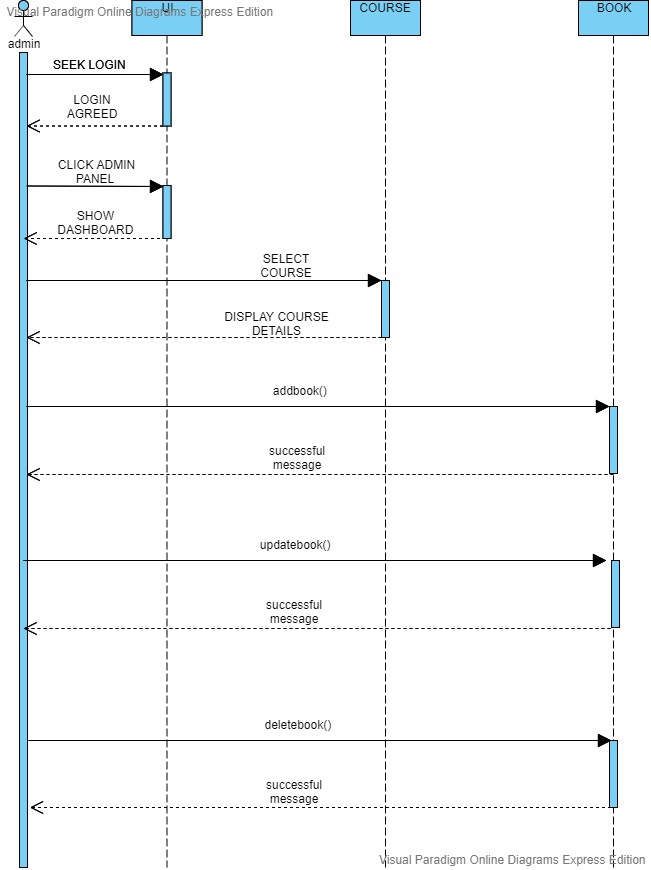 Visual Paradigm Online Diagrams Express Edition
UI
COURSE
BOOK
admin
SEEK LOGIN
LOGIN
AGREED
CLICK ADMIN
PANEL
SHOW
DASHBOARD
SELECT
COURSE
DISPLAY COURSE
DETAILS
addbook()
successful
message
updatebook()
successful
message
deletebook()
successful
message
Visual Paradigm Online Diagrams Express Edition